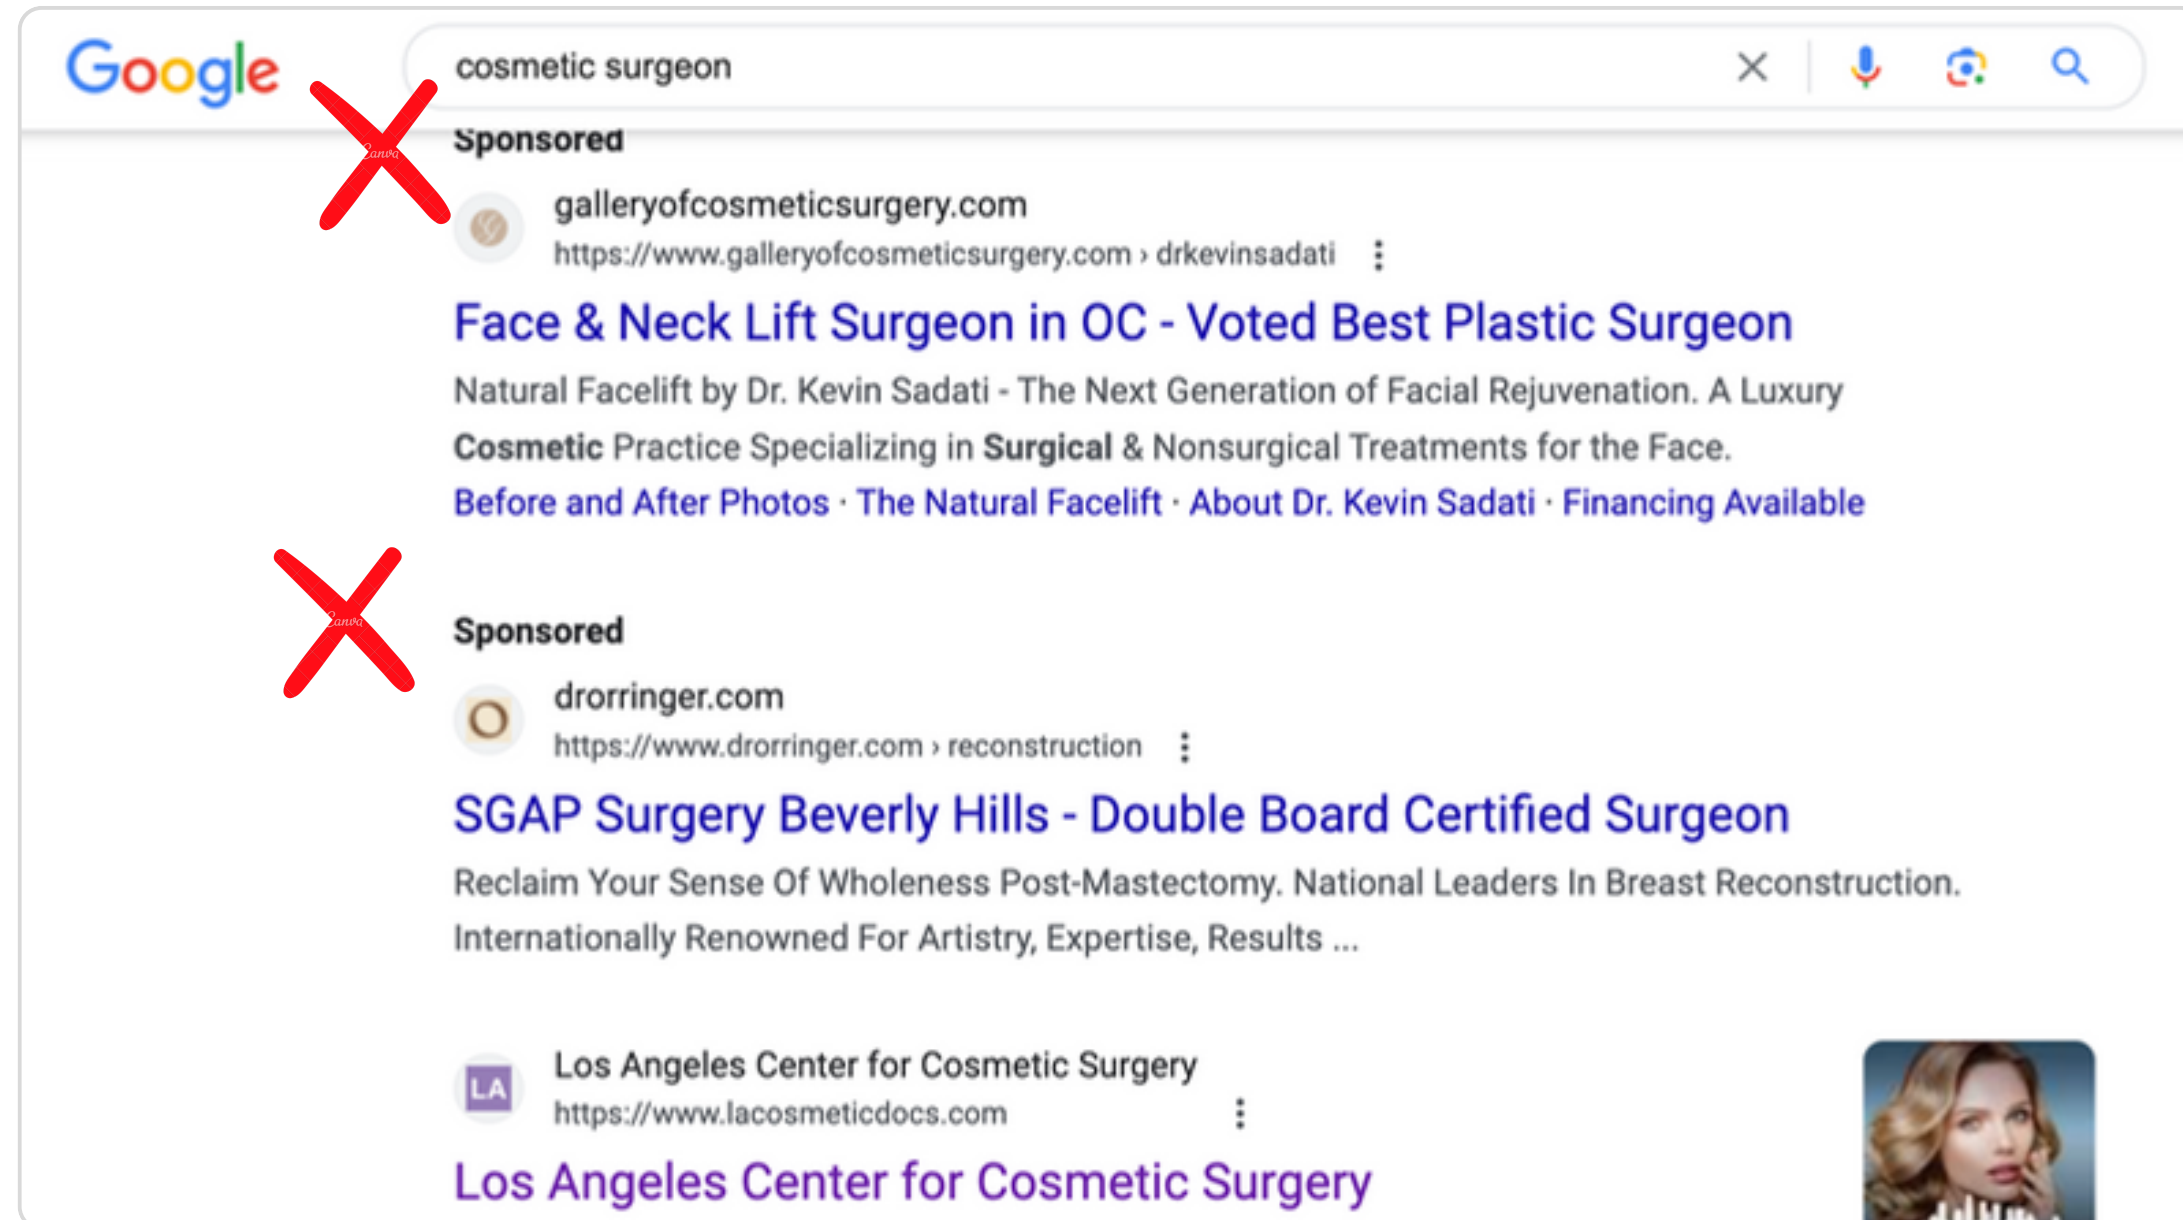 Google
cosmetic surgeon
Sponsored
Canva
galleryofcosmeticsurgery.com
https://www.galleryofcosmeticsurgery.com › drkevinsadati
Face & Neck Lift Surgeon in OC - Voted Best Plastic Surgeon
Natural Facelift by Dr. Kevin Sadati - The Next Generation of Facial Rejuvenation. A Luxury
Cosmetic Practice Specializing in Surgical & Nonsurgical Treatments for the Face.
Before and After Photos · The Natural Facelift · About Dr. Kevin Sadati · Financing Available
Canva
Sponsored
drorringer.com
https://www.drorringer.com › reconstruction
SGAP Surgery Beverly Hills - Double Board Certified Surgeon
Reclaim Your Sense Of Wholeness Post-Mastectomy. National Leaders In Breast Reconstruction.
Internationally Renowned For Artistry, Expertise, Results ...
LA
Los Angeles Center for Cosmetic Surgery
https://www.lacosmeticdocs.com
Los Angeles Center for Cosmetic Surgery